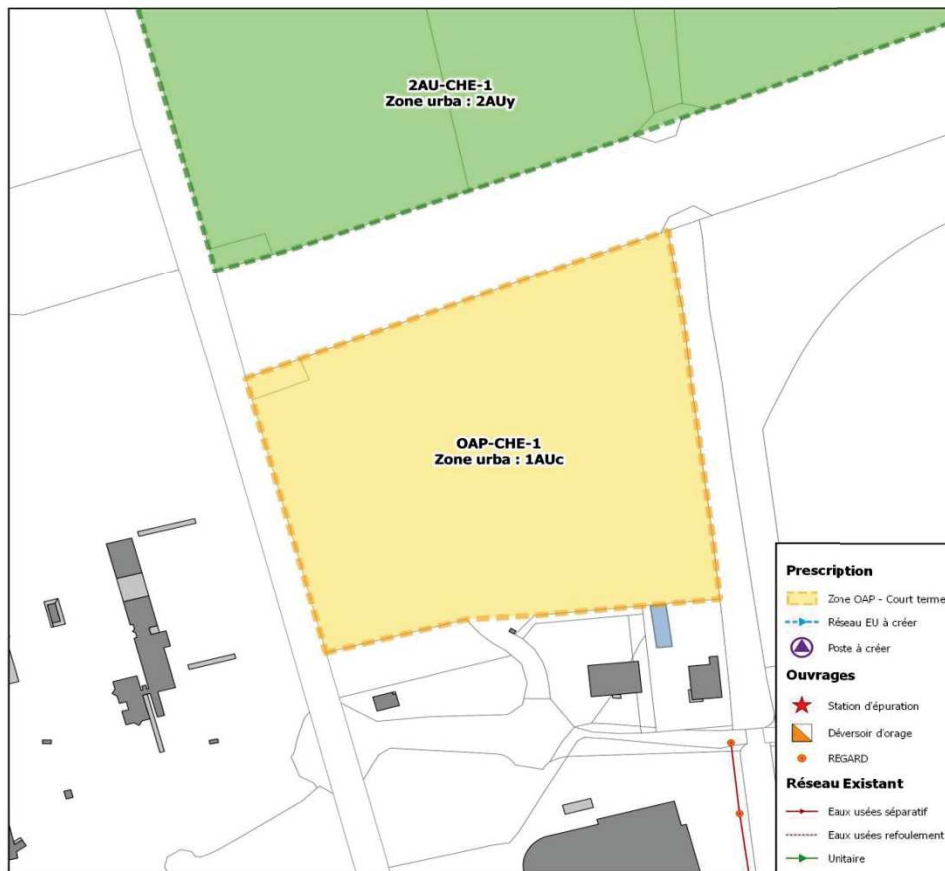 2AU-CHE-1
Zone urba : 2AUy
OAP-CHE-1
Zone urba : 1AUc
Prescription
Zone OAP - Court terme
Réseau EU à créer
Poste à créer
Ouvrages
Station d'épuration
Déversoir d'orage
REGARD
Réseau Existant
Eaux usées séparatif
Eaux usées refoulement
Unitaire